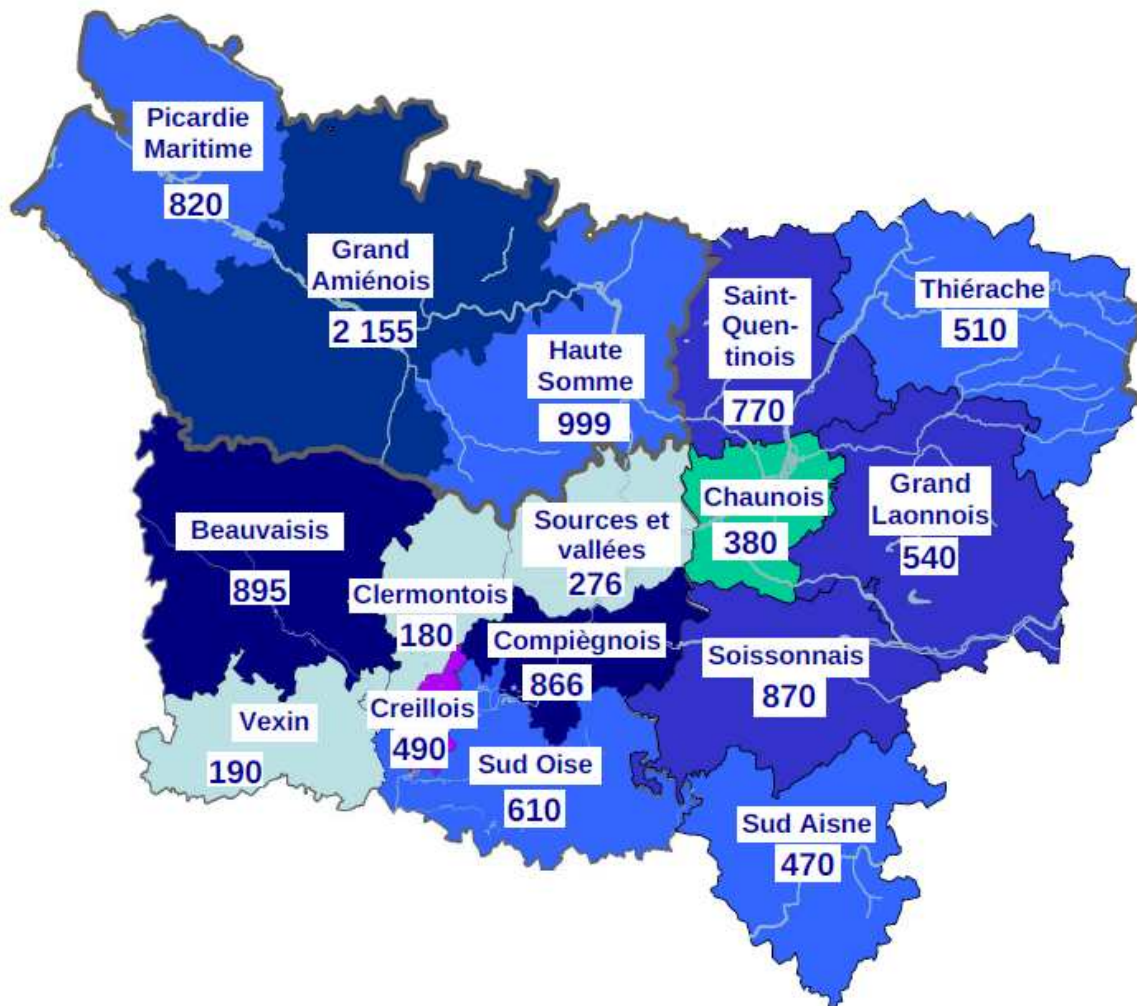 Picardie
Maritime
820
Grand
Amiénois
2 155
Haute
Somme
999
Saint-
Quen-
tinois
770
Thiérache
510
Beauvaisis
895
Clermontois
180
Sources et
vallées
276
Chaunois
380
Grand
Laonnois
540
Compiègnois
866
Soissonnais
870
Vexin
190
Creillois
490
Sud Oise
610
Sud Aisne
470